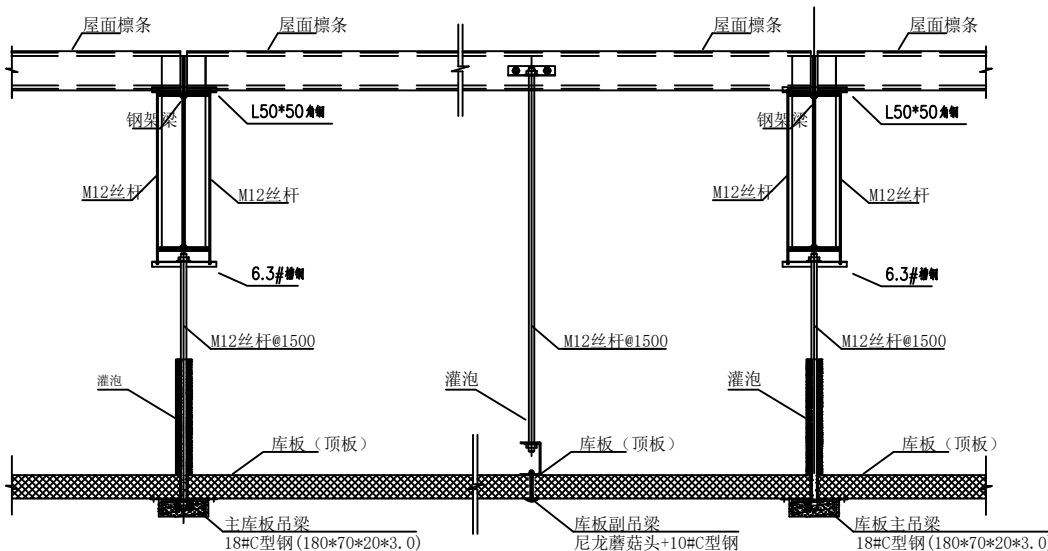 屋面檩条
屋面檩条
屋面檩条
屋面檩条
L50*50角钢
L50*50角钢
钢架梁
钢架梁
M12丝杆
M12丝杆
M12丝杆
M12丝杆
6.3#槽钢
6.3#槽钢
M12丝杆@1500
M12丝杆@1500
M12丝杆@1500
灌泡
灌泡
灌泡
库板（顶板）
库板（顶板）
库板（顶板）
主库板吊梁
18#C型钢(180*70*20*3.0)
库板副吊梁
尼龙蘑菇头+10#C型钢
库板主吊梁
18#C型钢(180*70*20*3.0)